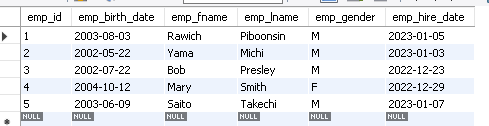 emp_id emp_birth_date emp_fname emp_lname emp_gender emp_hire_date
1 2003-08-03 Rawich Piboonsin M 2023-01-05
2 2002-05-22 Yama Michi M 2023-01-03
3 2002-07-22 Bob Presley M 2022-12-23
4 2004-10-12 Mary Smith F 2022-12-29
5 2003-06-09 Saito Takechi M 2023-01-07
NULL NULL NULL NULL NULL NULL